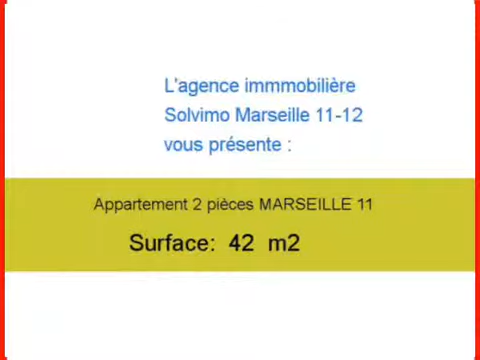 L'agence immmobilière
Solvimo Marseille 11-12
vous présente :
Appartement 2 pièces MARSEILLE 11
Surface: 42 m2